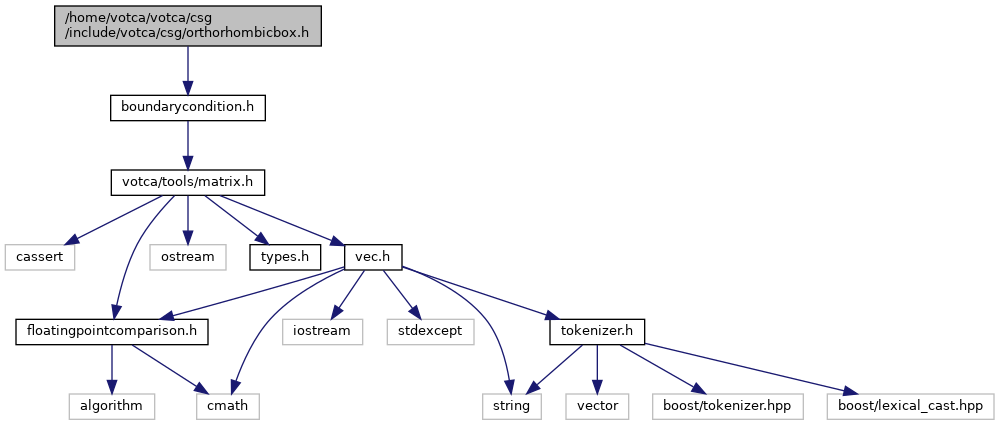 /home/votca/votca/csg
/include/votca/csg/orthorhombicbox.h
boundarycondition.h
votca/tools/matrix.h
cassert
ostream
types.h
vec.h
floatingpointcomparison.h
iostream
stdexcept
tokenizer.h
algorithm
cmath
string
vector
boost/tokenizer.hpp
boost/lexical_cast.hpp